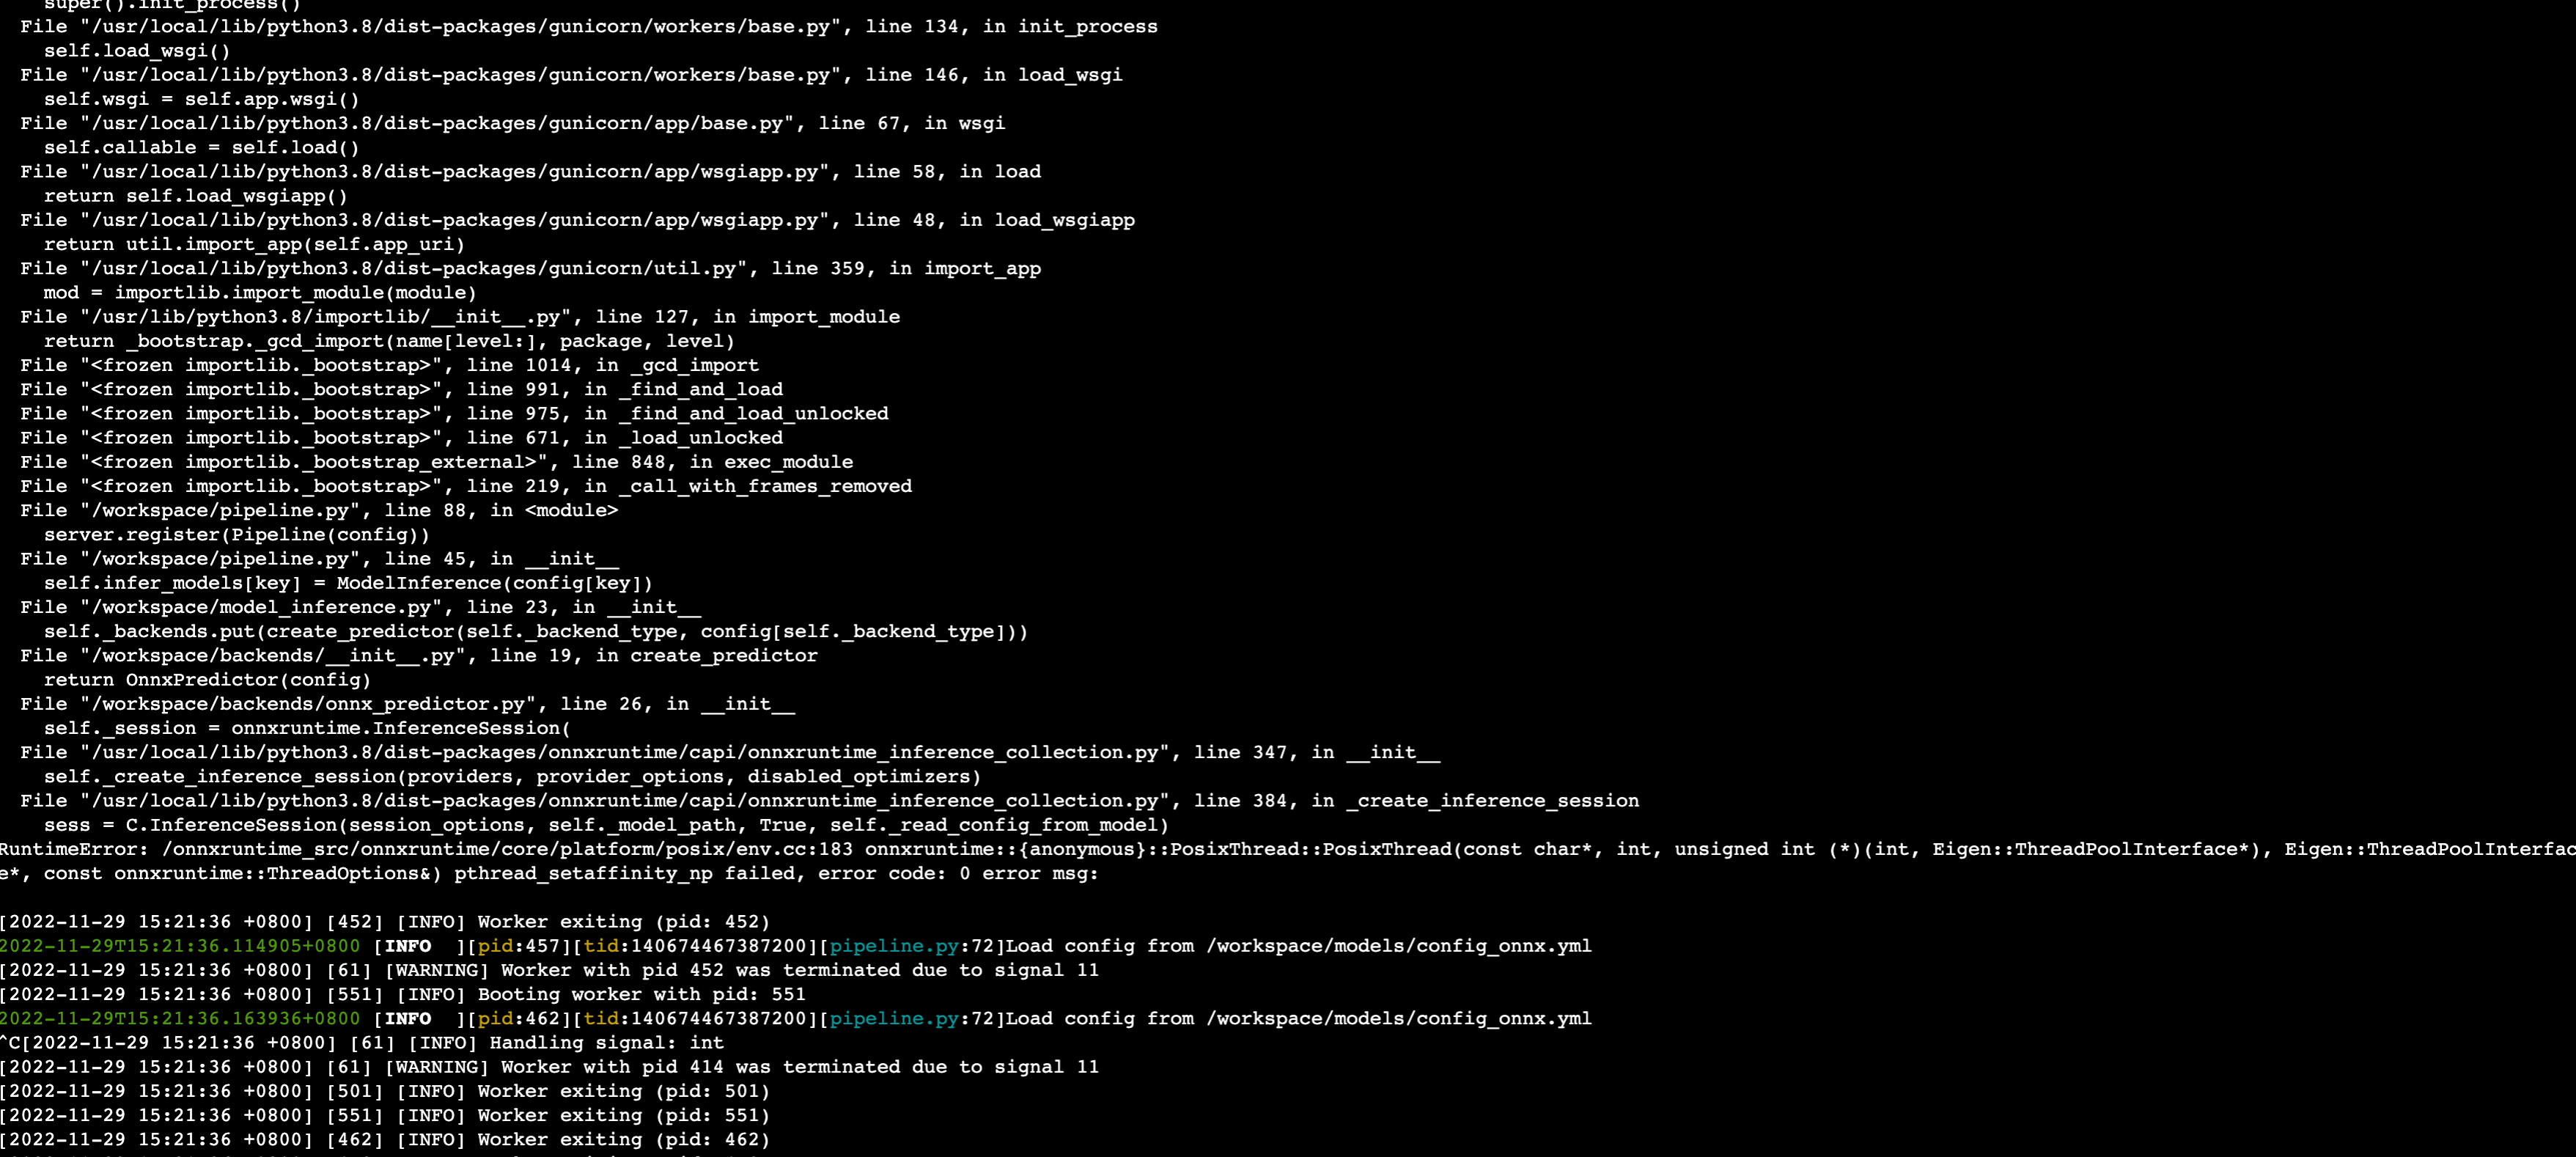 super().init_process()
File "/usr/local/lib/python3.8/dist-packages/gunicorn/workers/base.py", line 134, in init_process
self.load_wsgi()
File "/usr/local/lib/python3.8/dist-packages/gunicorn/workers/base.py", line 146, in load_wsgi
self.wsgi = self.app.wsgi()
File "/usr/local/lib/python3.8/dist-packages/gunicorn/app/base.py", line 67, in wsgi
self.callable = self.load()
File "/usr/local/lib/python3.8/dist-packages/gunicorn/app/wsgiapp.py", line 58, in load
return self.load_wsgiapp()
File "/usr/local/lib/python3.8/dist-packages/gunicorn/app/wsgiapp.py", line 48, in load_wsgiapp
return util.import_app(self.app_uri)
File "/usr/local/lib/python3.8/dist-packages/gunicorn/util.py", line 359, in import_app
mod = importlib.import_module(module)
File "/usr/lib/python3.8/importlib/__init__.py", line 127, in import_module
return _bootstrap._gcd_import(name[level:], package, level)
File "<frozen importlib._bootstrap>", line 1014, in _gcd_import
File "<frozen importlib._bootstrap>", line 991, in _find_and_load
File "<frozen importlib._bootstrap>", line 975, in _find_and_load_unlocked
File "<frozen importlib._bootstrap>", line 671, in _load_unlocked
File "<frozen importlib._bootstrap_external>", line 848, in exec_module
File "<frozen importlib._bootstrap>", line 219, in _call_with_frames_removed
File "/workspace/pipeline.py", line 88, in <module>
server.register(Pipeline(config))
File "/workspace/pipeline.py", line 45, in __init__
self.infer_models[key] = ModelInference(config[key])
File "/workspace/model_inference.py", line 23, in __init__
self._backends.put(create_predictor(self._backend_type, config[self._backend_type]))
File "/workspace/backends/__init__.py", line 19, in create_predictor
return OnnxPredictor(config)
File "/workspace/backends/onnx_predictor.py", line 26, in __init__
self._session = onnxruntime.InferenceSession(
File "/usr/local/lib/python3.8/dist-packages/onnxruntime/capi/onnxruntime_inference_collection.py", line 347, in __init__
self._create_inference_session(providers, provider_options, disabled_optimizers)
File "/usr/local/lib/python3.8/dist-packages/onnxruntime/capi/onnxruntime_inference_collection.py", line 384, in _create_inference_session
sess = C.InferenceSession(session_options, self._model_path, True, self._read_config_from_model)
RuntimeError: /onnxruntime_src/onnxruntime/core/platform/posix/env.cc:183 onnxruntime::{anonymous}::PosixThread::PosixThread(const char*, int, unsigned int (*)(int, Eigen::ThreadPoolInterface*), Eigen::ThreadPoolInterfac
e*, const onnxruntime::ThreadOptions&) pthread_setaffinity_np failed, error code: 0 error msg:
[2022-11-29 15:21:36 +0800] [452] [INFO] Worker exiting (pid: 452)
2022-11-29T15:21:36.114905+0800 [INFO  ][pid:457][tid:140674467387200][pipeline.py:72]Load config from /workspace/models/config_onnx.yml
[2022-11-29 15:21:36 +0800] [61] [WARNING] Worker with pid 452 was terminated due to signal 11
[2022-11-29 15:21:36 +0800] [551] [INFO] Booting worker with pid: 551
2022-11-29T15:21:36.163936+0800 [INFO  ][pid:462][tid:140674467387200][pipeline.py:72]Load config from /workspace/models/config_onnx.yml
^C[2022-11-29 15:21:36 +0800] [61] [INFO] Handling signal: int
[2022-11-29 15:21:36 +0800] [61] [WARNING] Worker with pid 414 was terminated due to signal 11
[2022-11-29 15:21:36 +0800] [501] [INFO] Worker exiting (pid: 501)
[2022-11-29 15:21:36 +0800] [551] [INFO] Worker exiting (pid: 551)
[2022-11-29 15:21:36 +0800] [462] [INFO] Worker exiting (pid: 462)